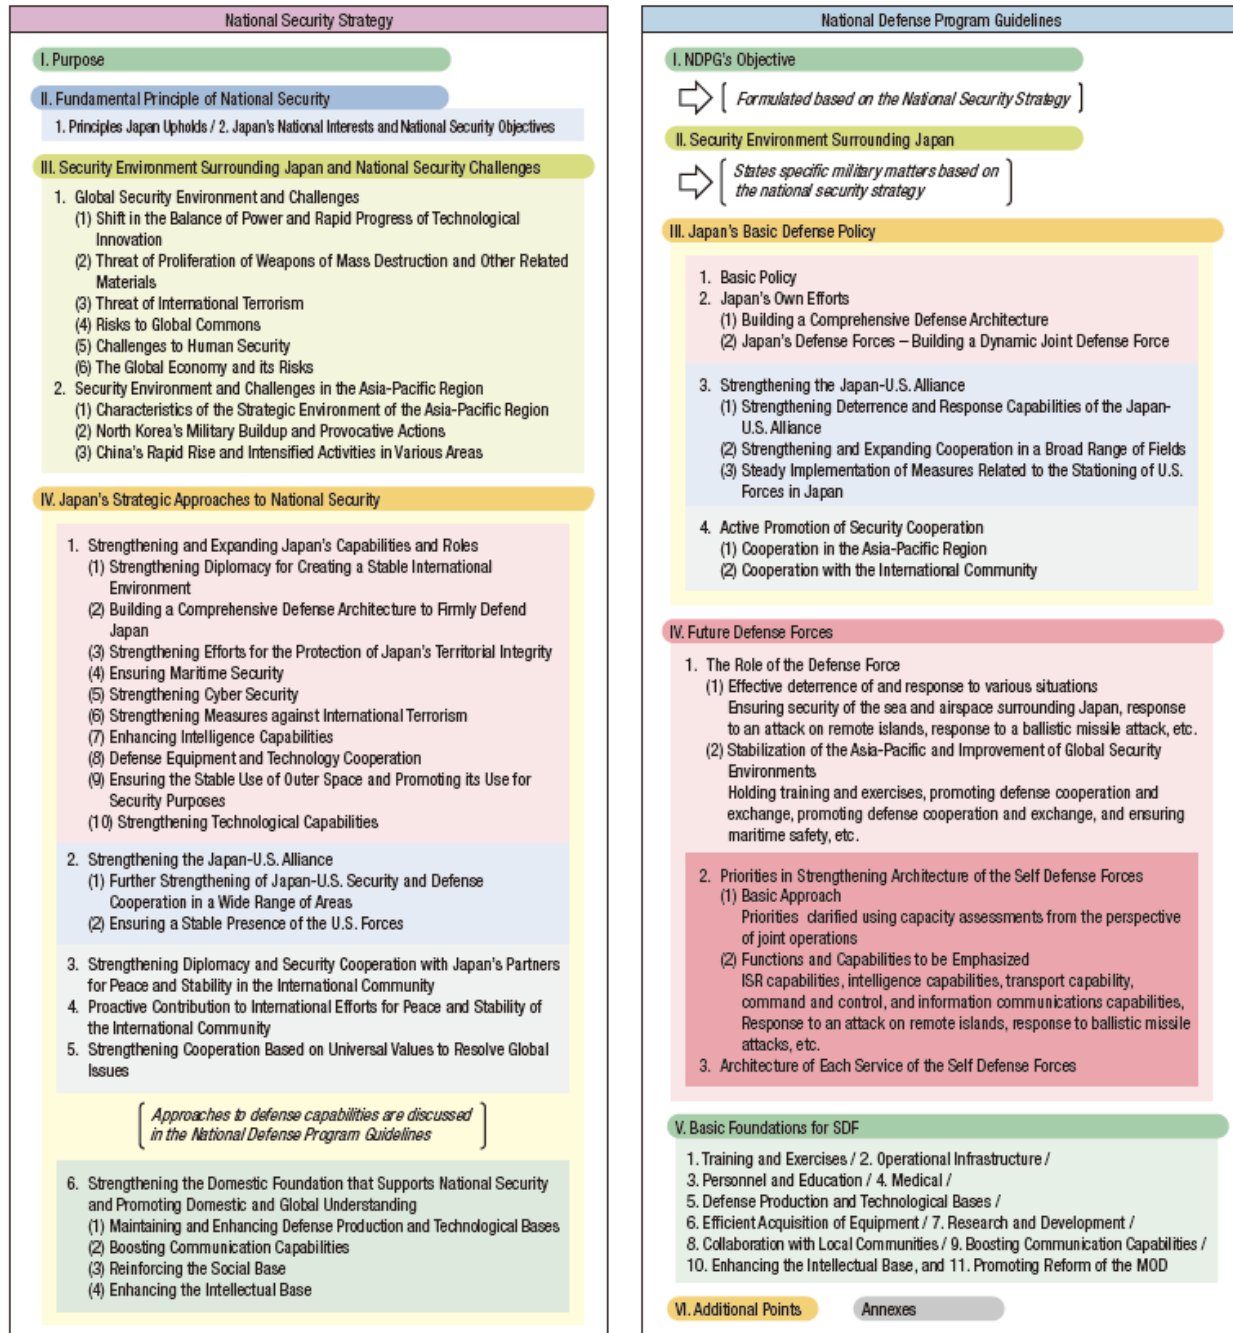 National Security Strategy
I. Purpose
II. Fundamental Principle of National Security
1. Principles Japan Upholds / 2. Japan's National Interests and National Security Objectives
III. Security Environment Surrounding Japan and National Security Challenges
1. Global Security Environment and Challenges
(1) Shift in the Balance of Power and Rapid Progress of Technological
Innovation
(2) Threat of Proliferation of Weapons of Mass Destruction and Other Related
Materials
(3) Threat of International Terrorism
(4) Risks to Global Commons
(5) Challenges to Human Security
(6) The Global Economy and its Risks
2. Security Environment and Challenges in the Asia-Pacific Region
(1) Characteristics of the Strategic Environment of the Asia-Pacific Region
(2) North Korea's Military Buildup and Provocative Actions
(3) China's Rapid Rise and Intensified Activities in Various Areas
IV. Japan's Strategic Approaches to National Security
1. Strengthening and Expanding Japan's Capabilities and Roles
(1) Strengthening Diplomacy for Creating a Stable International
Environment
(2) Building a Comprehensive Defense Architecture to Firmly Defend
Japan
(3) Strengthening Efforts for the Protection of Japan's Territorial Integrity
(4) Ensuring Maritime Security
(5) Strengthening Cyber Security
(6) Strengthening Measures against International Terrorism
(7) Enhancing Intelligence Capabilities
(8) Defense Equipment and Technology Cooperation
(9) Ensuring the Stable Use of Outer Space and Promoting its Use for
Security Purposes
(10) Strengthening Technological Capabilities
2. Strengthening the Japan-U.S. Alliance
(1) Further Strengthening of Japan-U.S. Security and Defense
Cooperation in a Wide Range of Areas
(2) Ensuring a Stable Presence of the U.S. Forces
3. Strengthening Diplomacy and Security Cooperation with Japan's Partners
for Peace and Stability in the International Community
4. Proactive Contribution to International Efforts for Peace and Stability of
the International Community
5. Strengthening Cooperation Based on Universal Values to Resolve Global
Issues
Approaches to defense capabilities are discussed
in the National Defense Program Guidelines
6. Strengthening the Domestic Foundation that Supports National Security
and Promoting Domestic and Global Understanding
(1) Maintaining and Enhancing Defense Production and Technological Bases
(2) Boosting Communication Capabilities
(3) Reinforcing the Social Base
(4) Enhancing the Intellectual Base
National Defense Program Guidelines
I. NDPG's Objective
Formulated based on the National Security Strategy
II. Security Environment Surrounding Japan
States specific military matters based on
the national security strategy
III. Japan's Basic Defense Policy
1. Basic Policy
2. Japan's Own Efforts
(1) Building a Comprehensive Defense Architecture
(2) Japan's Defense Forces – Building a Dynamic Joint Defense Force
3. Strengthening the Japan-U.S. Alliance
(1) Strengthening Deterrence and Response Capabilities of the Japan-
U.S. Alliance
(2) Strengthening and Expanding Cooperation in a Broad Range of Fields
(3) Steady Implementation of Measures Related to the Stationing of U.S.
Forces in Japan
4. Active Promotion of Security Cooperation
(1) Cooperation in the Asia-Pacific Region
(2) Cooperation with the International Community
IV. Future Defense Forces
1. The Role of the Defense Force
(1) Effective deterrence of and response to various situations
Ensuring security of the sea and airspace surrounding Japan, response
to an attack on remote islands, response to a ballistic missile attack, etc.
(2) Stabilization of the Asia-Pacific and Improvement of Global Security
Environments
Holding training and exercises, promoting defense cooperation and
exchange, promoting defense cooperation and exchange, and ensuring
maritime safety, etc.
2. Priorities in Strengthening Architecture of the Self Defense Forces
(1) Basic Approach
Priorities clarified using capacity assessments from the perspective
of joint operations
(2) Functions and Capabilities to be Emphasized
ISR capabilities, intelligence capabilities, transport capability,
command and control, and information communications capabilities,
Response to an attack on remote islands, response to ballistic missile
attacks, etc.
3. Architecture of Each Service of the Self Defense Forces
V. Basic Foundations for SDF
1. Training and Exercises / 2. Operational Infrastructure /
3. Personnel and Education / 4. Medical /
5. Defense Production and Technological Bases /
6. Efficient Acquisition of Equipment / 7. Research and Development /
8. Collaboration with Local Communities / 9. Boosting Communication Capabilities /
10. Enhancing the Intellectual Base, and 11. Promoting Reform of the MOD
VI. Additional Points
Annexes